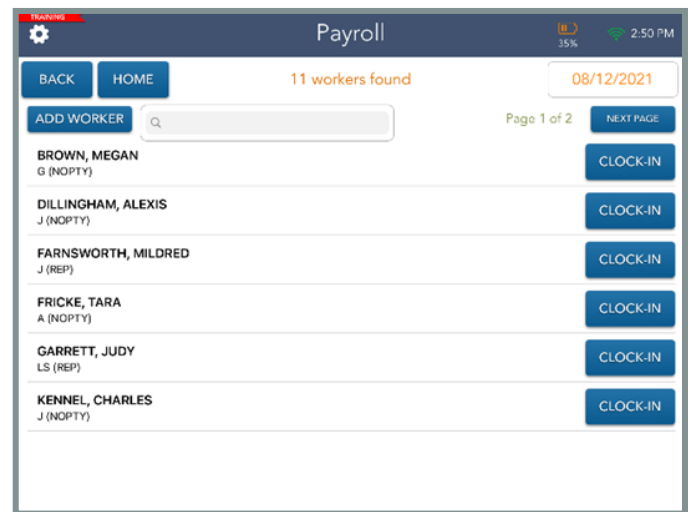 TRAINING
Payroll
35%
2:50 PM
BACK
HOME
11 workers found
08/12/2021
ADD WORKER
Page 1 of 2
NEXT PAGE
BROWN, MEGAN
G (NOPTY)
CLOCK-IN
DILLINGHAM, ALEXIS
J (NOPTY)
CLOCK-IN
FARNSWORTH, MILDRED
J (REP)
CLOCK-IN
FRICKE, TARA
A (NOPTY)
CLOCK-IN
GARRETT, JUDY
LS (REP)
CLOCK-IN
KENNEL, CHARLES
J (NOPTY)
CLOCK-IN